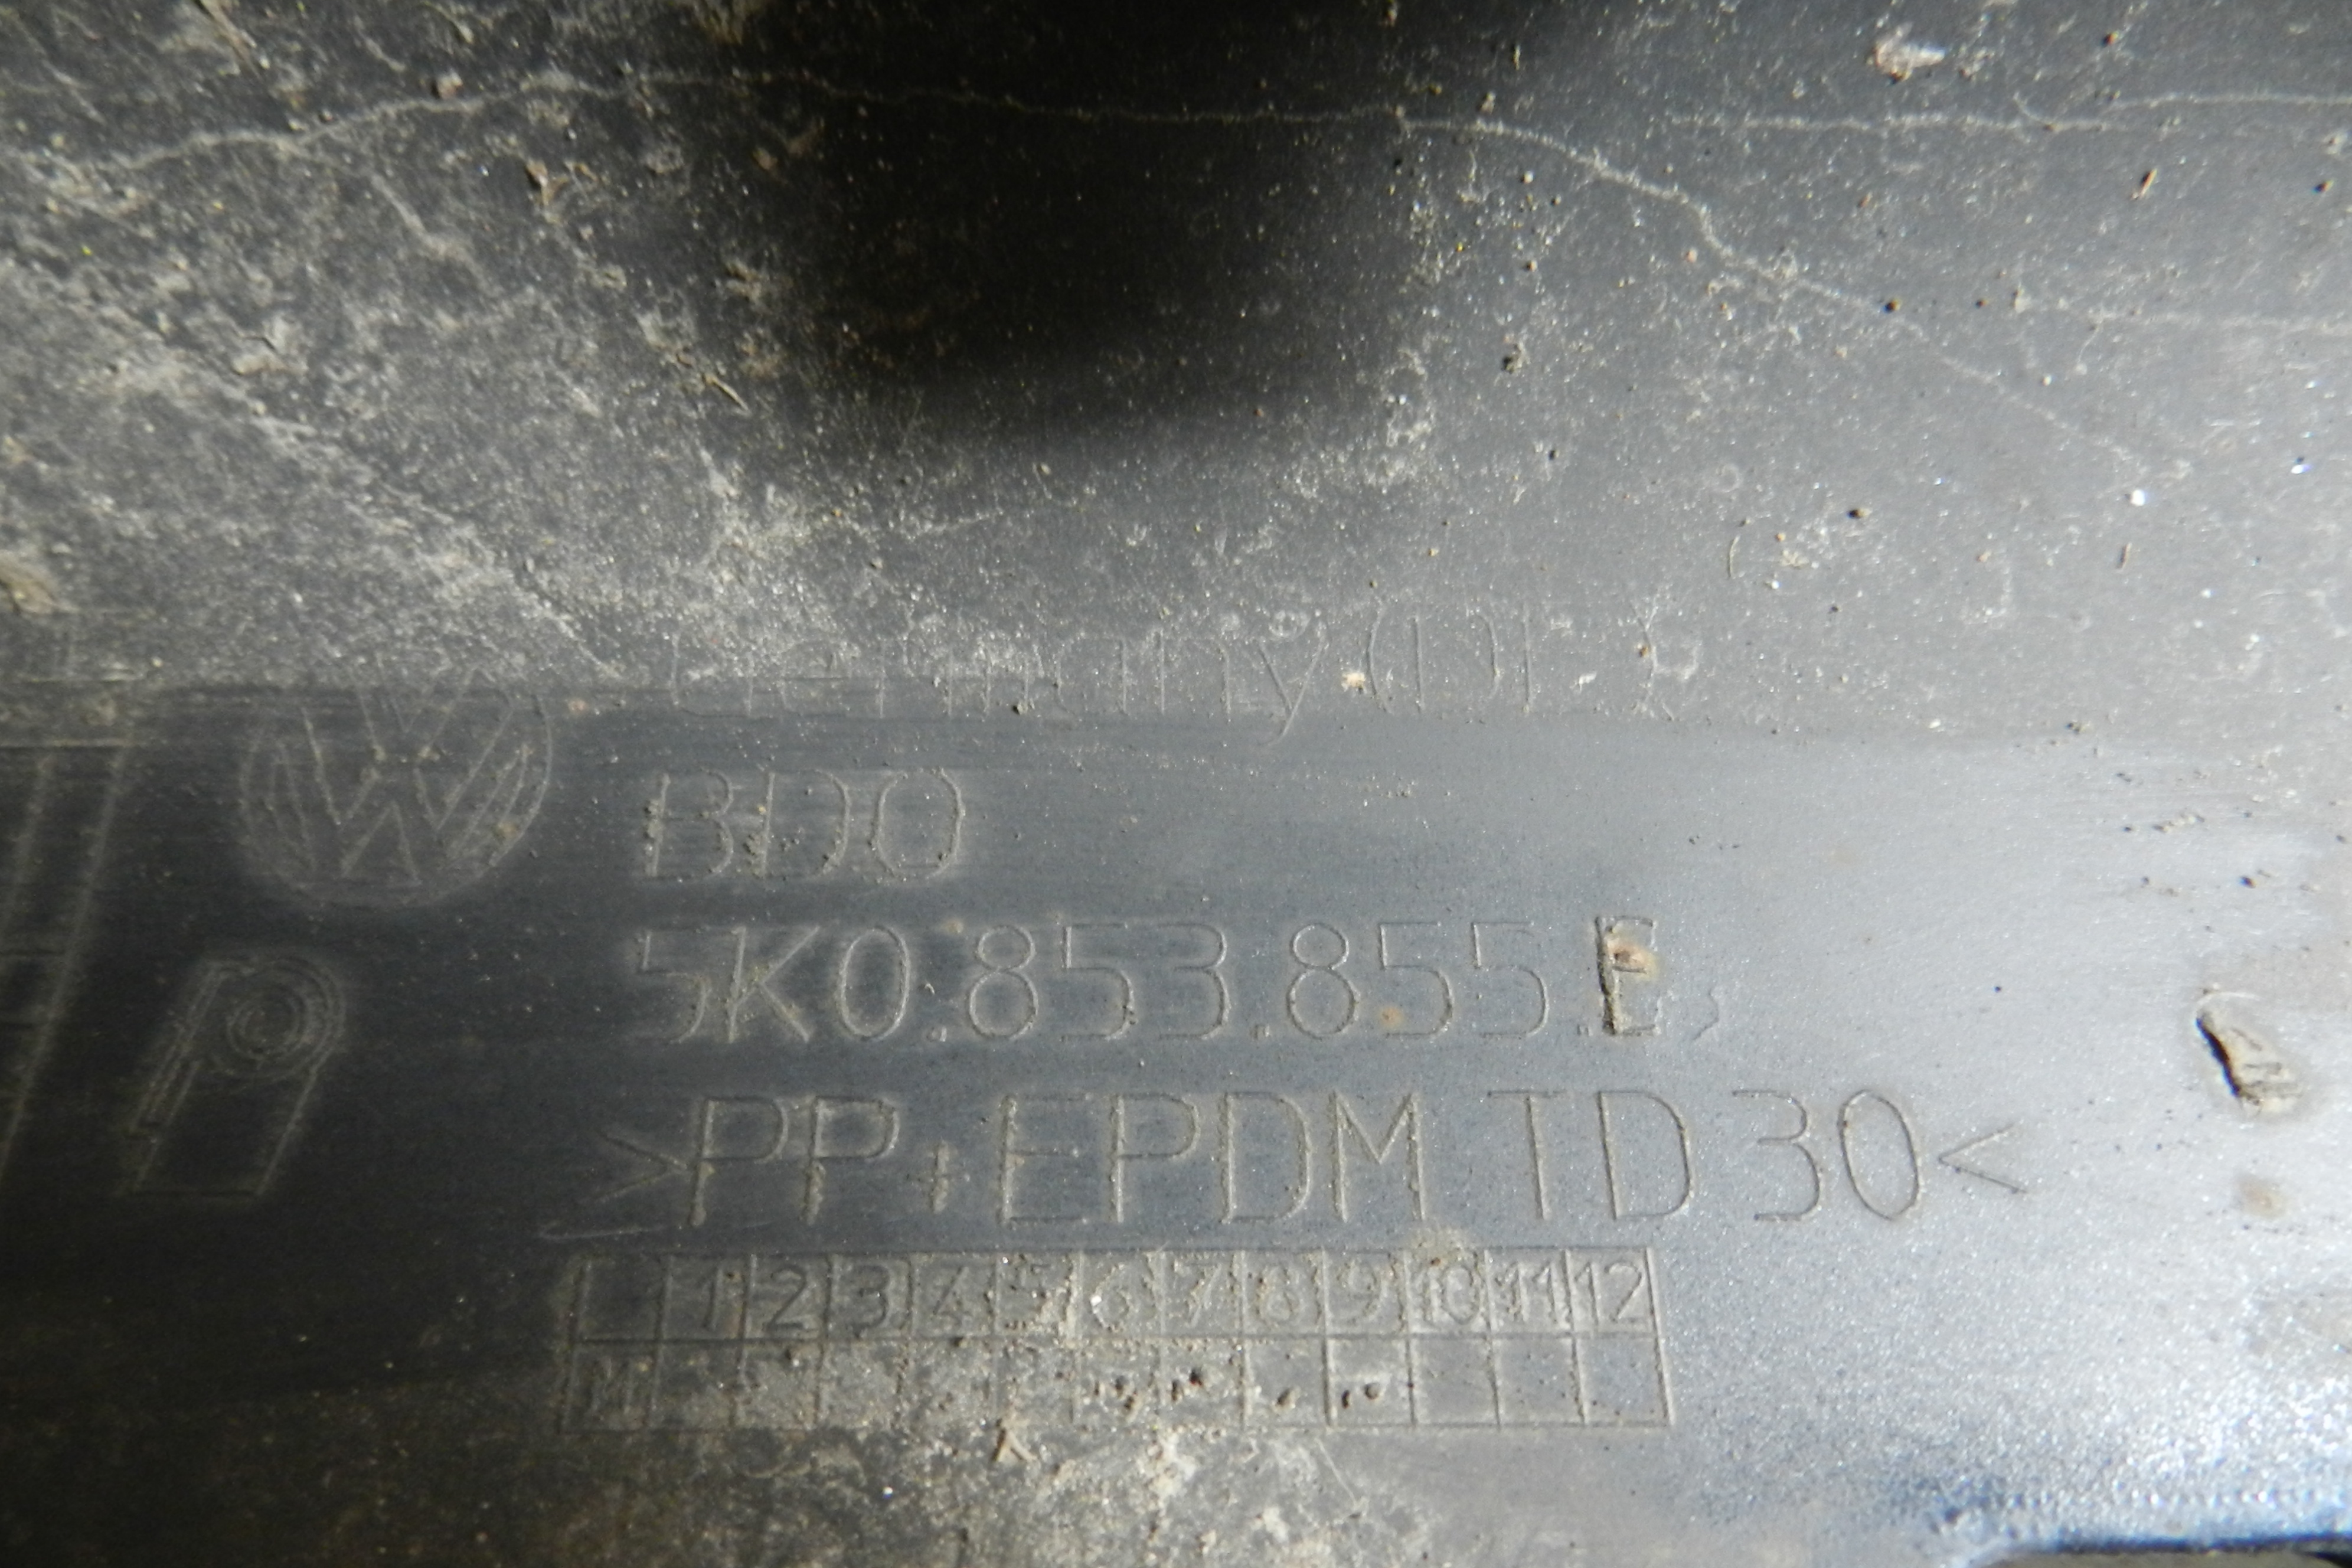 Germany
BDO
5K0.853.855.E
>PP+EPDM TD30<
1 2 3 4 5 6 7 8 9 10 11 12
M